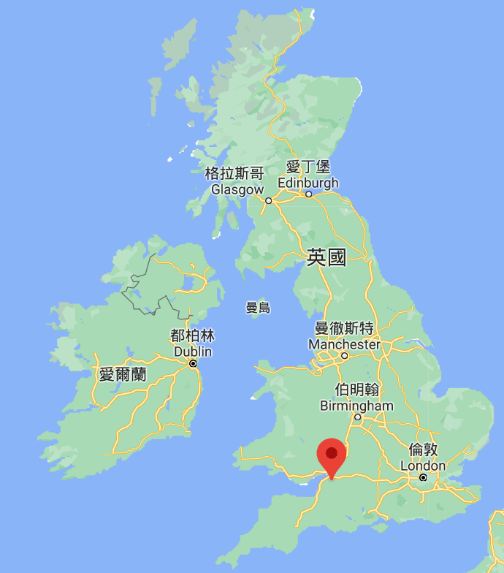 格拉斯哥
Glasgow
愛丁堡
Edinburgh
英國
曼島
都柏林
Dublin
愛爾蘭
曼徹斯特
Manchester
伯明翰
Birmingham
倫敦
London